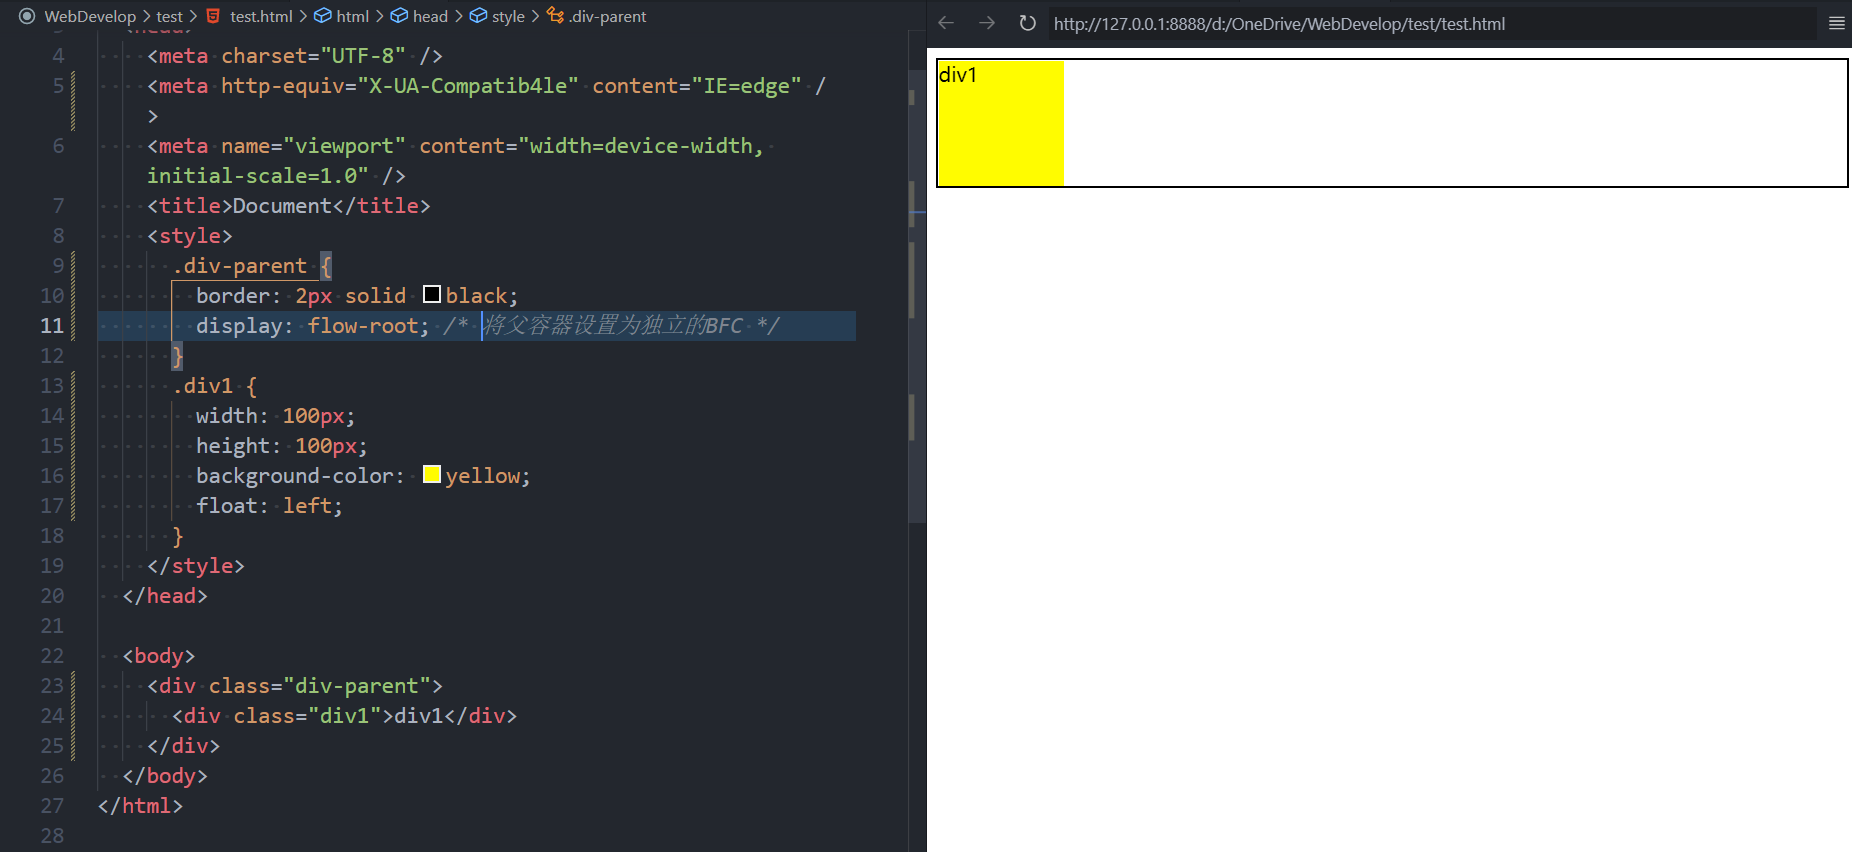 WebDevelop > test > test.html > html > head > style > .div-parent
3 <head>
4 <meta charset="UTF-8" />
5 <meta http-equiv="X-UA-Compatib4le" content="IE=edge" /
>
6 <meta name="viewport" content="width=device-width,
initial-scale=1.0" />
7 <title>Document</title>
8 <style>
9 .div-parent {
10 border: 2px solid black;
11 display: flow-root; /* 将父容器设置为独立的BFC */
12 }
13 .div1 {
14 width: 100px;
15 height: 100px;
16 background-color: yellow;
17 float: left;
18 }
19 </style>
20 </head>
21
22 <body>
23 <div class="div-parent">
24 <div class="div1">div1</div>
25 </div>
26 </body>
27 </html>
28
http://127.0.0.1:8888/d:/OneDrive/WebDevelop/test/test.html
div1